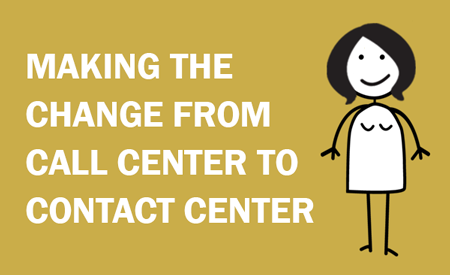 MAKING THE
CHANGE FROM
CALL CENTER TO
CONTACT CENTER